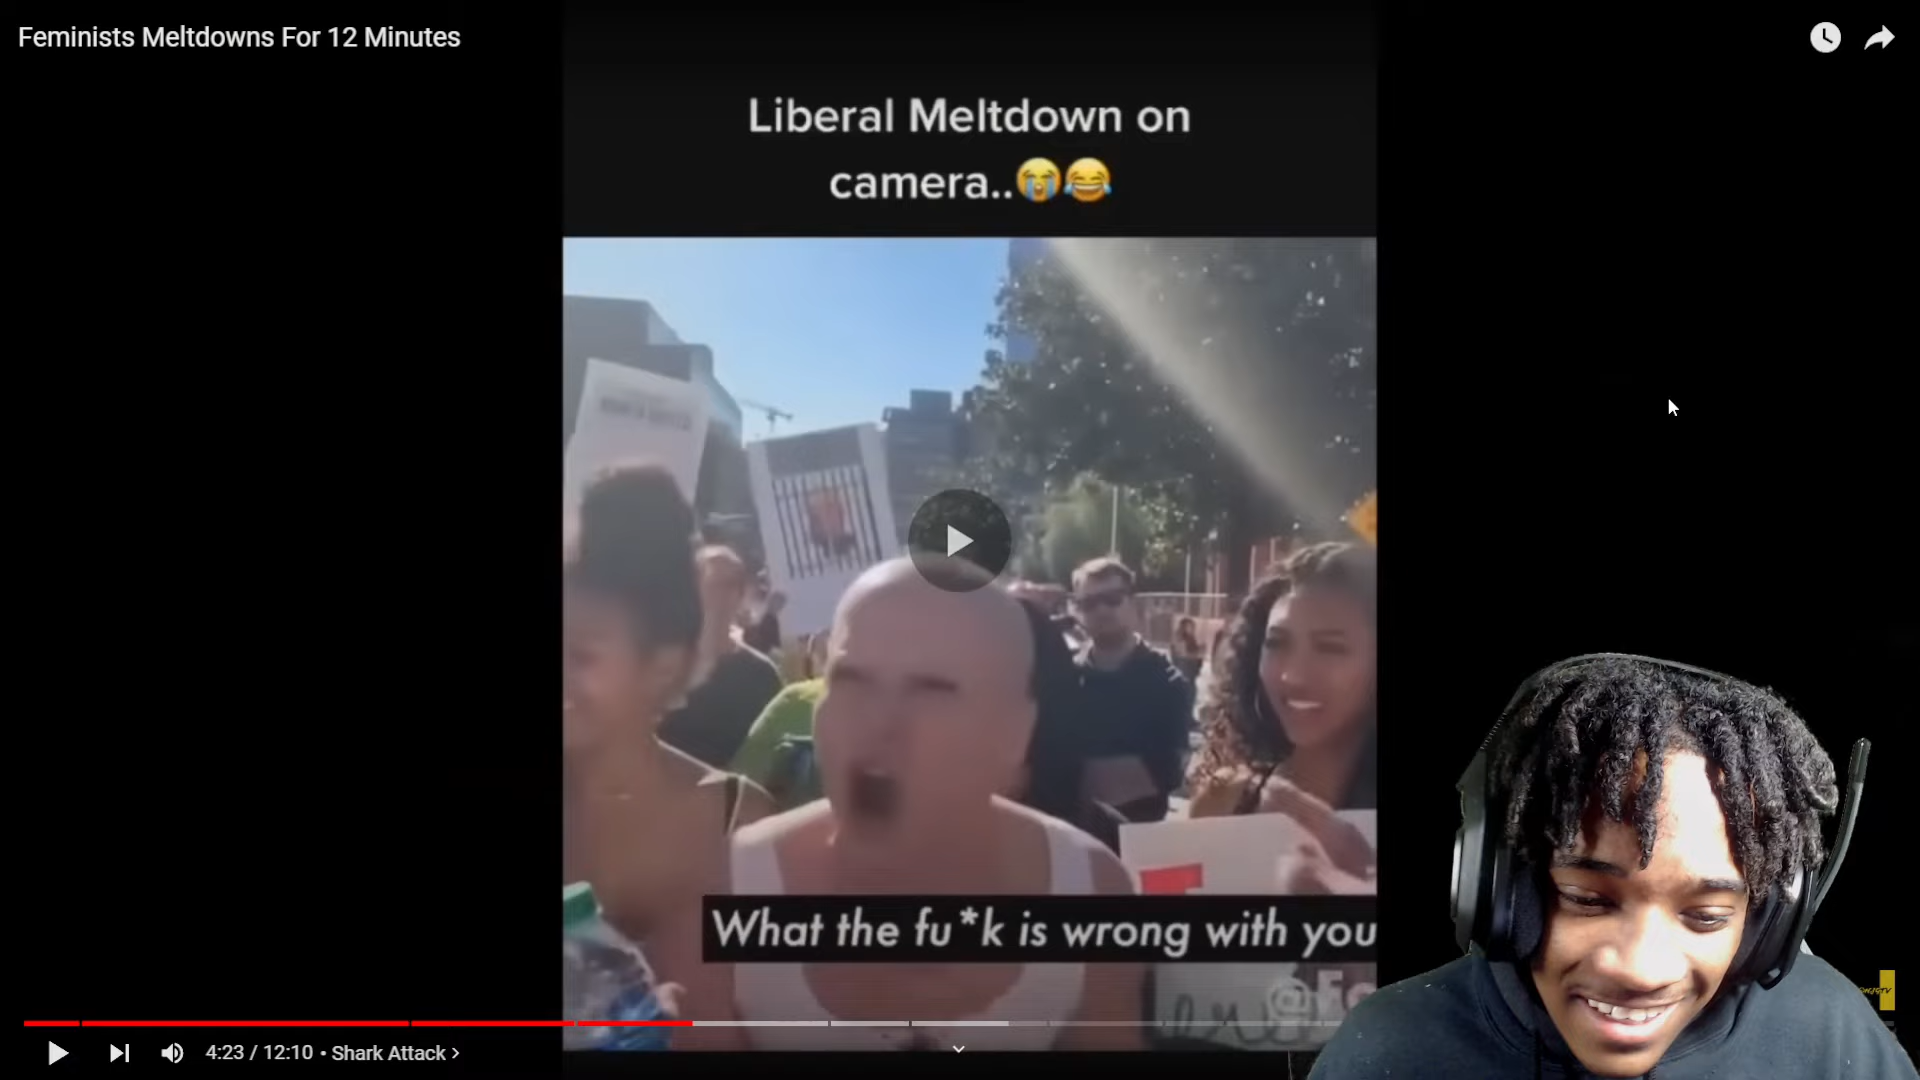 Feminists Meltdowns For 12 Minutes
Liberal Meltdown on
camera..😭😂
What the fu*k is wrong with you
4:23 / 12:10 • Shark Attack >